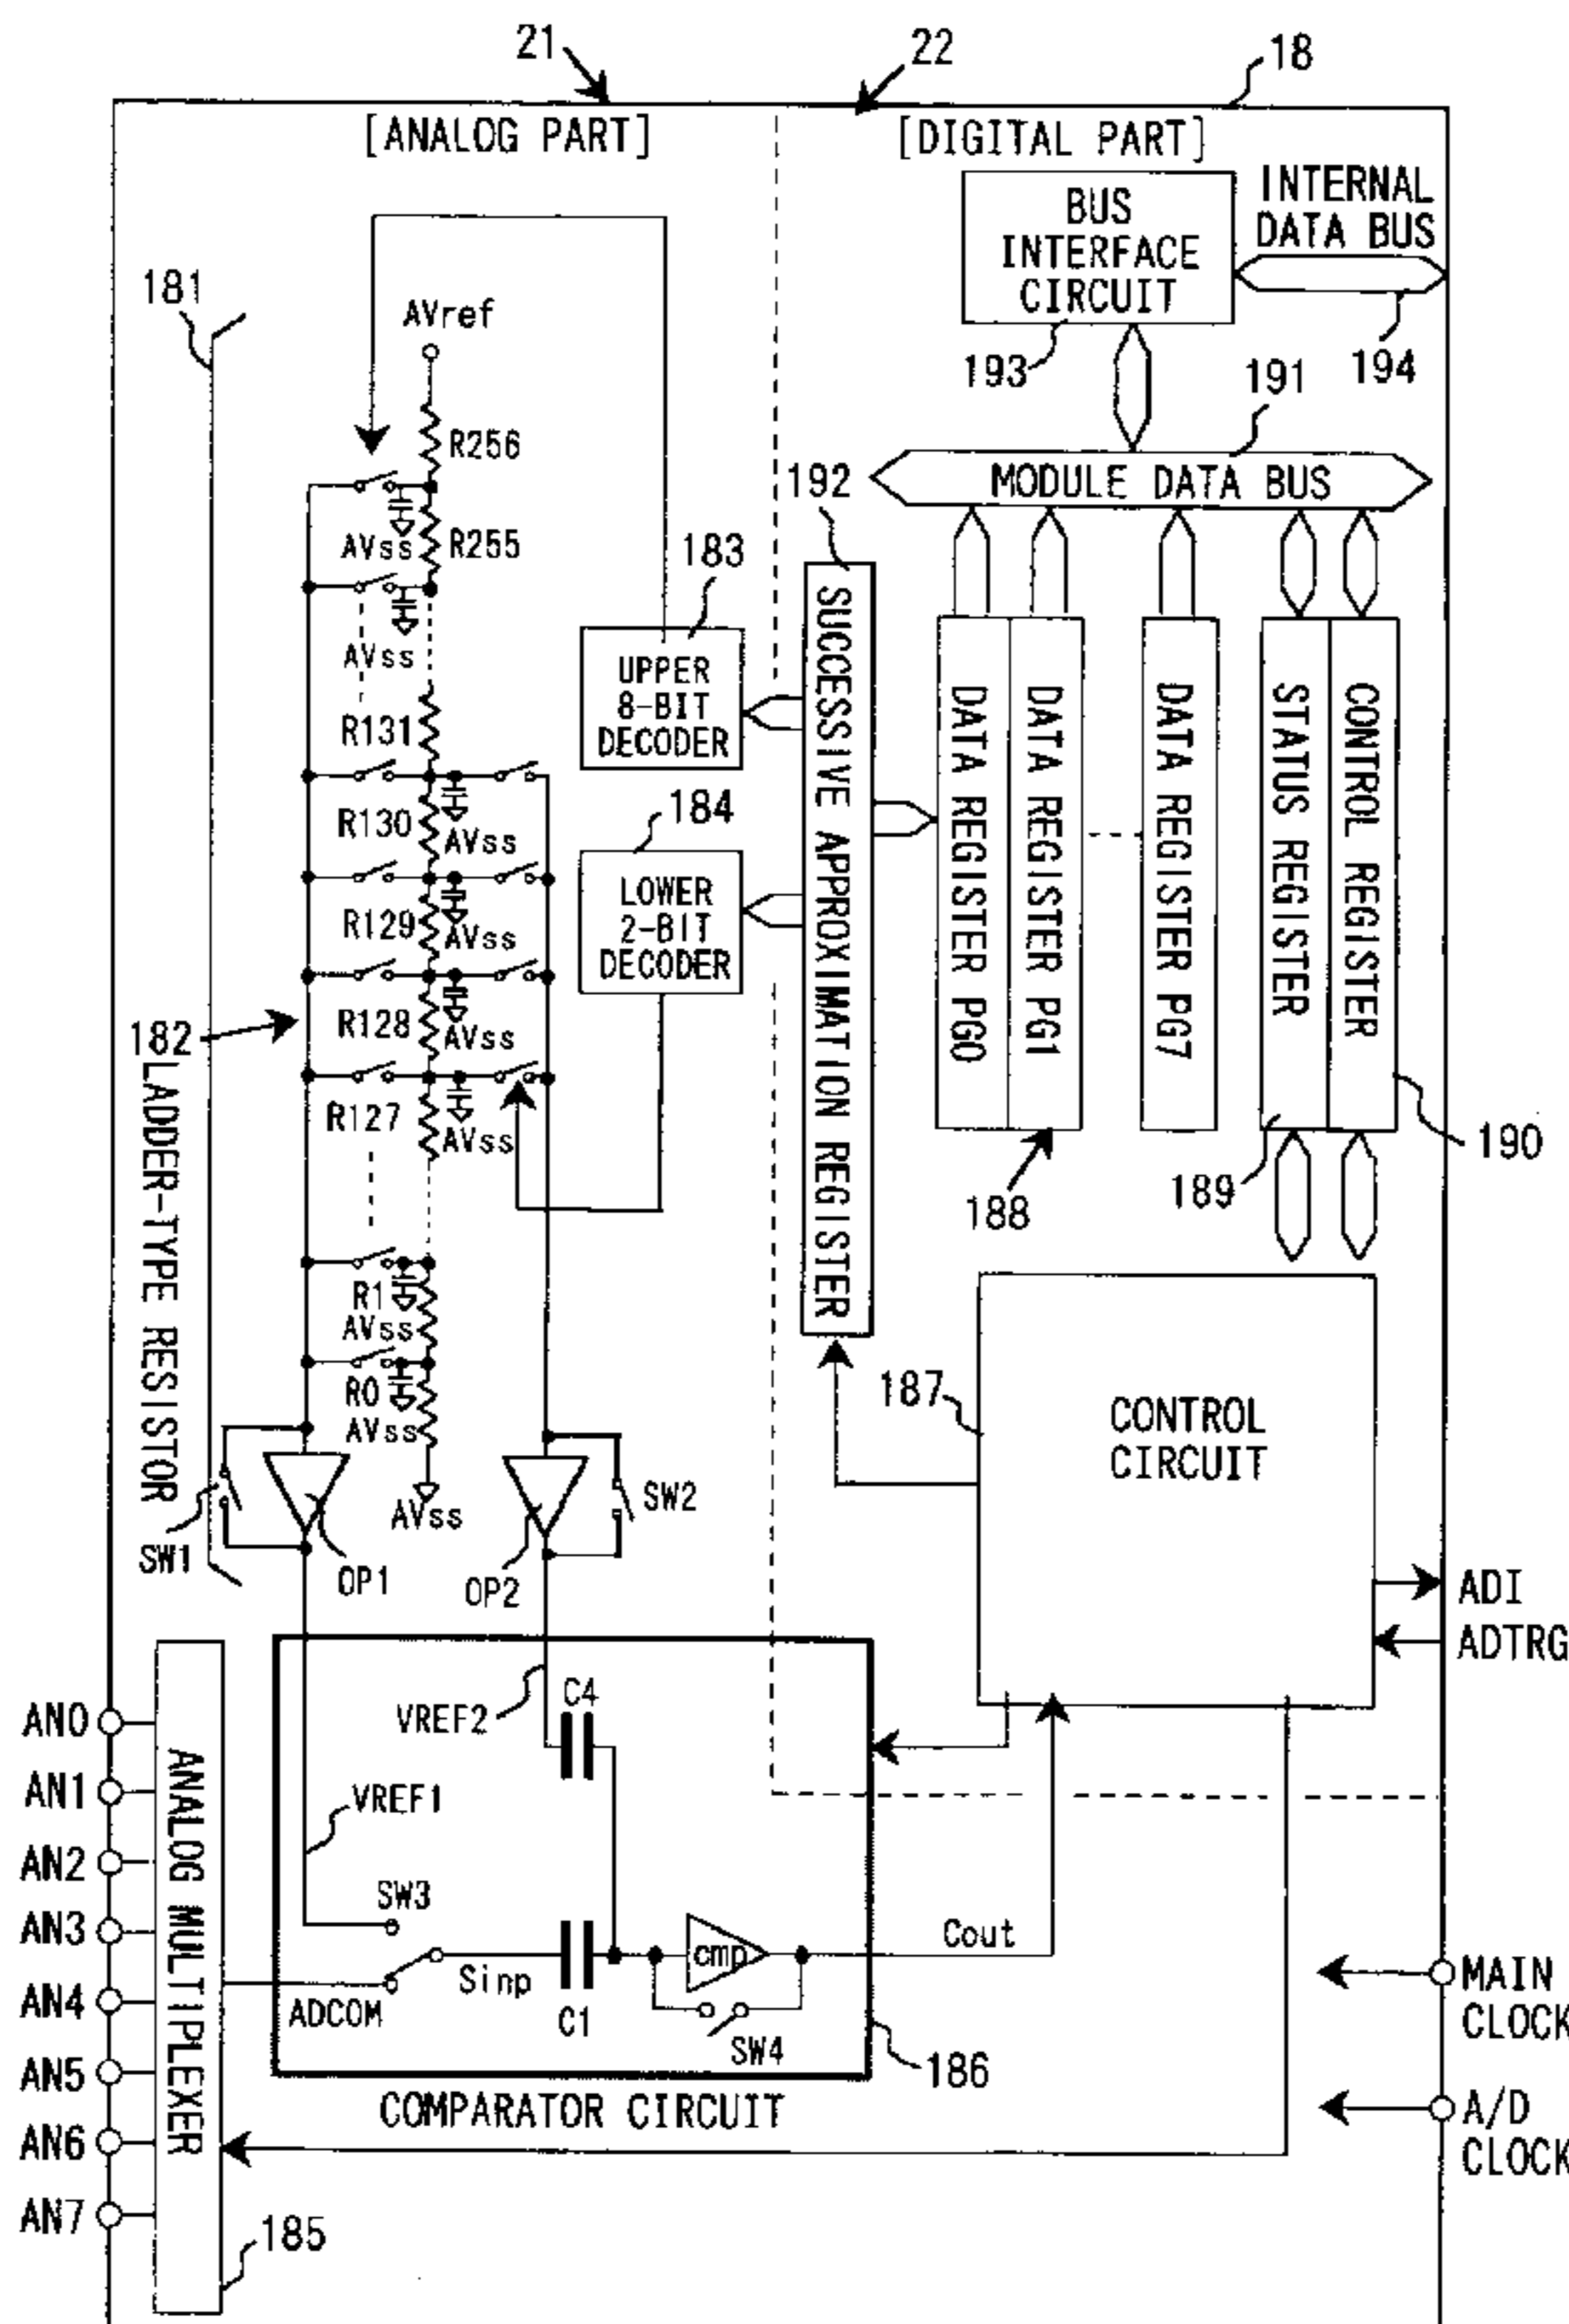 21
22
18
[ANALOG PART]
[DIGITAL PART]
BUS
INTERFACE
CIRCUIT
INTERNAL
DATA BUS
181
AVref
193
194
191
R256
192
MODULE DATA BUS
AVss
R255
183
AVss
UPPER
8-BIT
DECODER
R131
R130
AVss
184
R129
AVss
LOWER
2-BIT
DECODER
182
R128
AVss
R127
AVss
SUCCESSIVE APPROXIMATION REGISTER
DATA REGISTER PG0
DATA REGISTER PG1
DATA REGISTER PG7
STATUS REGISTER
CONTROL REGISTER
190
189
188
LADDER-TYPE RESISTOR
R1
AVss
R0
AVss
187
CONTROL
CIRCUIT
SW2
AVss
SW1
OP1
OP2
ADI
ADTRG
C4
VREF2
AN0
AN1
AN2
AN3
AN4
AN5
AN6
AN7
ANALOG MULTIPLEXER
VREF1
SW3
cmp
Cout
Sinp
ADCOM
C1
SW4
MAIN
CLOCK
186
COMPARATOR CIRCUIT
A/D
CLOCK
185